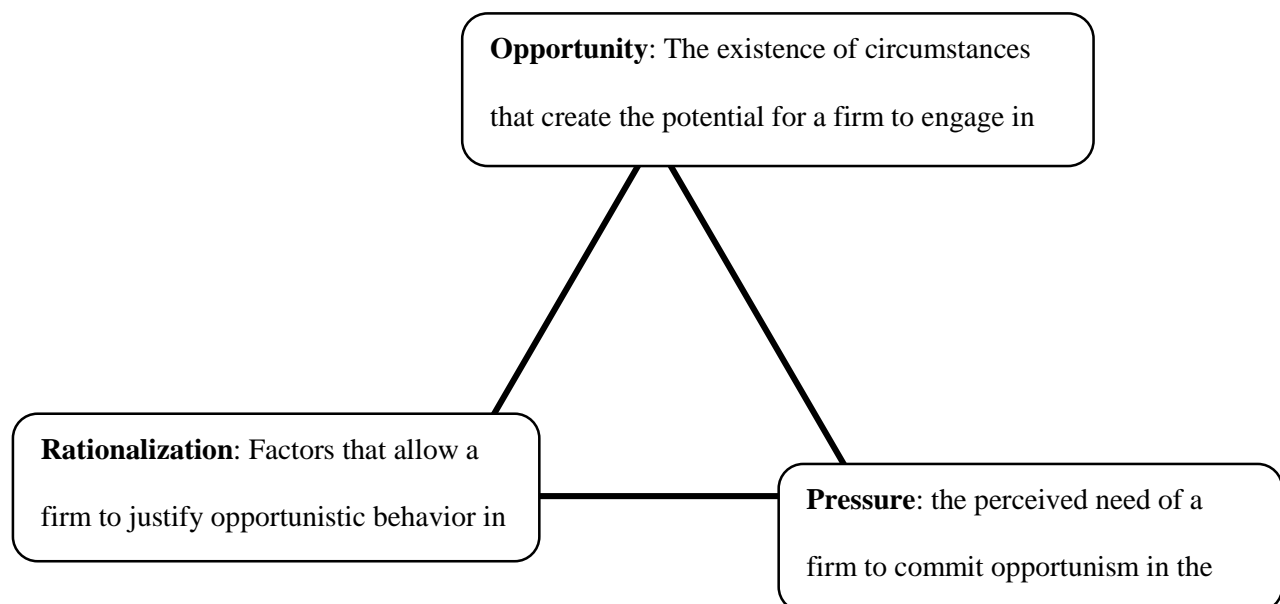 Opportunity: The existence of circumstances
that create the potential for a firm to engage in
Rationalization: Factors that allow a
firm to justify opportunistic behavior in
Pressure: the perceived need of a
firm to commit opportunism in the